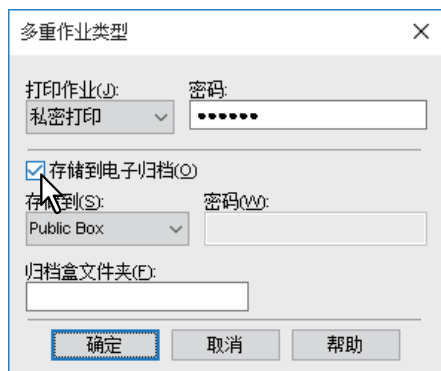 多重作业类型
打印作业(J): 密码:
私密打印 ●●●●●●
存储到电子归档(O)
存储到(S): 密码(W):
Public Box
归档盒文件夹(F):
确定 取消 帮助